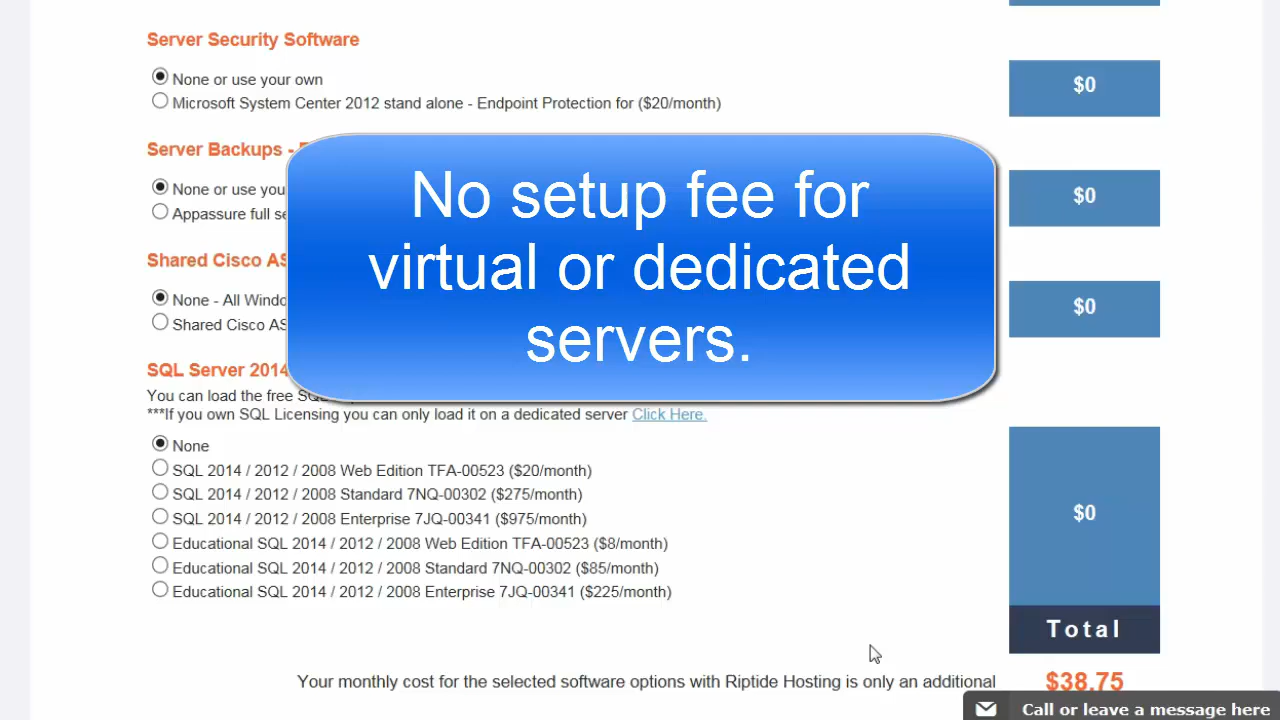 Server Security Software
None or use your own
$0
Microsoft System Center 2012 stand alone - Endpoint Protection for ($20/month)
Server Backups -
No setup fee for
virtual or dedicated
servers.
None or use you
$0
Appassure full se
Shared Cisco AS
None - All Windo
$0
Shared Cisco AS
SQL Server 2014
You can load the free SQ
***If you own SQL Licensing you can only load it on a dedicated server Click Here.
None
SQL 2014 / 2012 / 2008 Web Edition TFA-00523 ($20/month)
SQL 2014 / 2012 / 2008 Standard 7NQ-00302 ($275/month)
$0
SQL 2014 / 2012 / 2008 Enterprise 7JQ-00341 ($975/month)
Educational SQL 2014 / 2012 / 2008 Web Edition TFA-00523 ($8/month)
Educational SQL 2014 / 2012 / 2008 Standard 7NQ-00302 ($85/month)
Educational SQL 2014 / 2012 / 2008 Enterprise 7JQ-00341 ($225/month)
Total
Your monthly cost for the selected software options with Riptide Hosting is only an additional
$38.75
Call or leave a message here